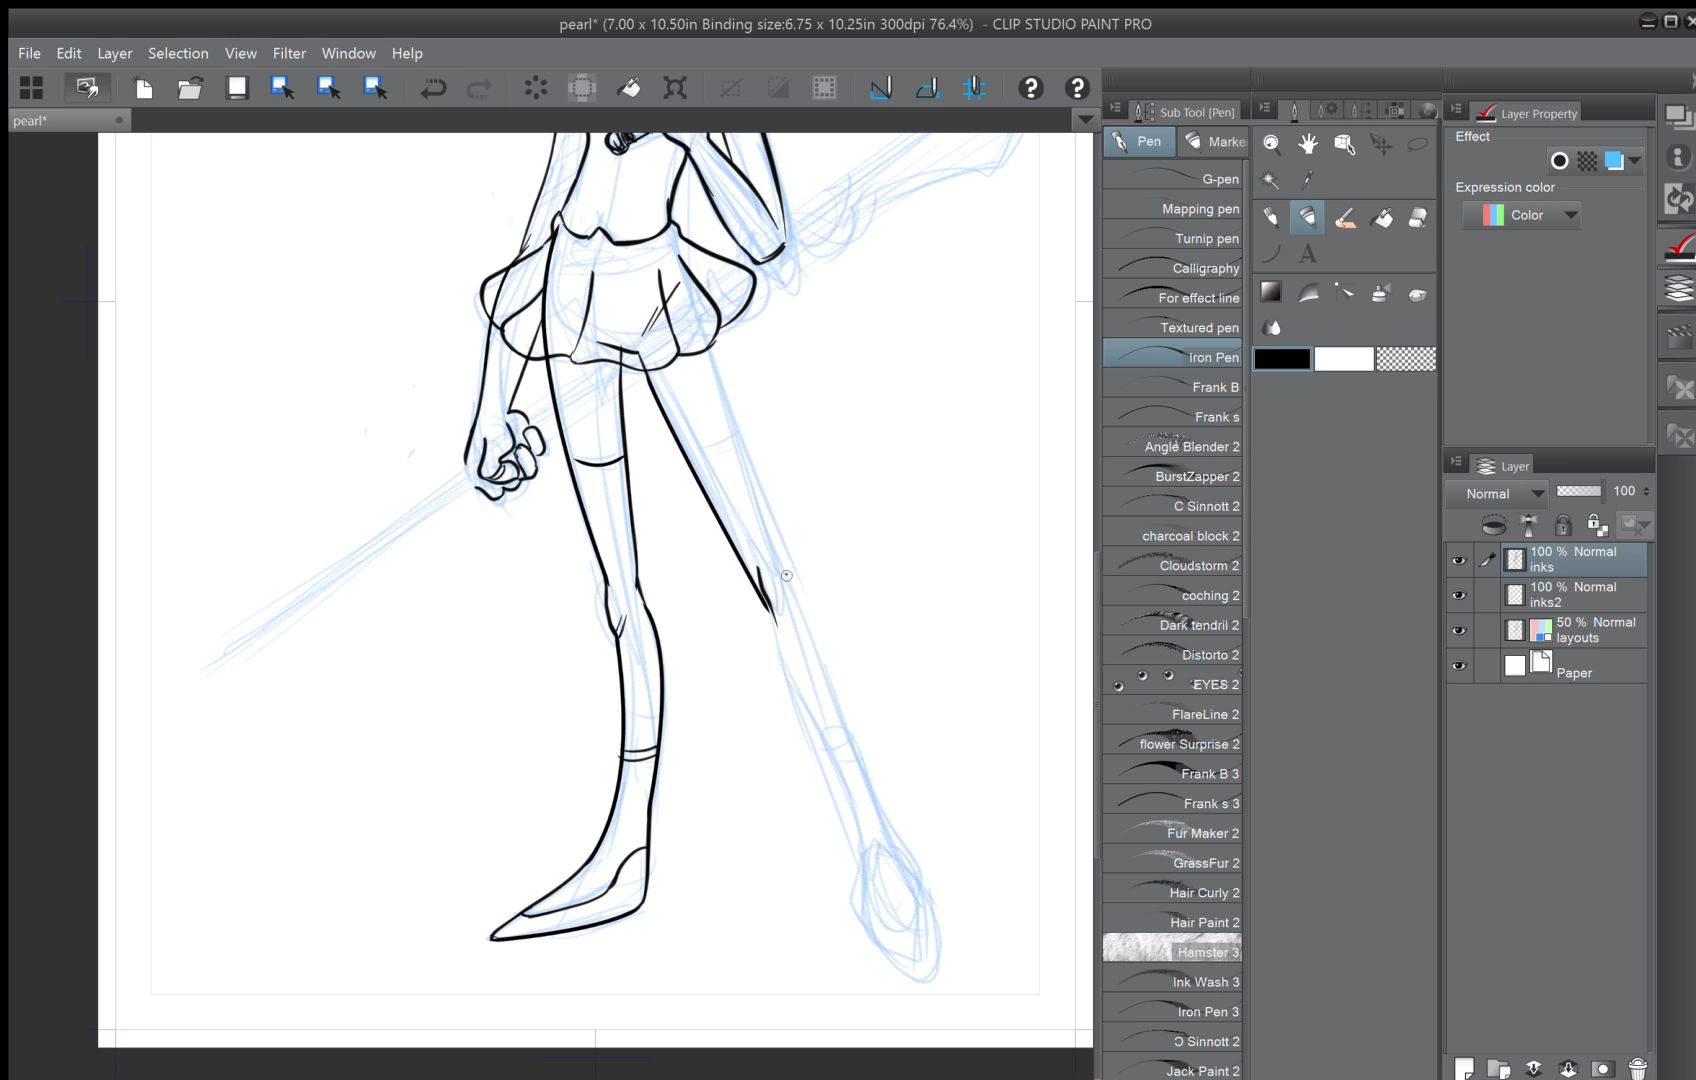 pearl* (7.00 x 10.50in Binding size:6.75 x 10.25in 300dpi 76.4%) - CLIP STUDIO PAINT PRO
File Edit Layer Selection View Filter Window Help
pearl*
Sub Tool [Pen]
Pen
Marke
G-pen
Mapping pen
Turnip pen
Calligraphy
For effect line
Textured pen
Iron Pen
Frank B
Frank s
Angle Blender 2
BurstZapper 2
C Sinnott 2
charcoal block 2
Cloudstorm 2
coching 2
Dark tendril 2
Distorto 2
EYES 2
FlareLine 2
flower Surprise 2
Frank B 3
Frank s 3
Fur Maker 2
GrassFur 2
Hair Curly 2
Hair Paint 2
Hamster 3
Ink Wash 3
Iron Pen 3
J Sinnott 2
Jack Paint 2
A
Layer Property
Effect
Expression color
Color
Layer
Normal
100
100 % Normal
inks
100 % Normal
inks2
50 % Normal
layouts
Paper